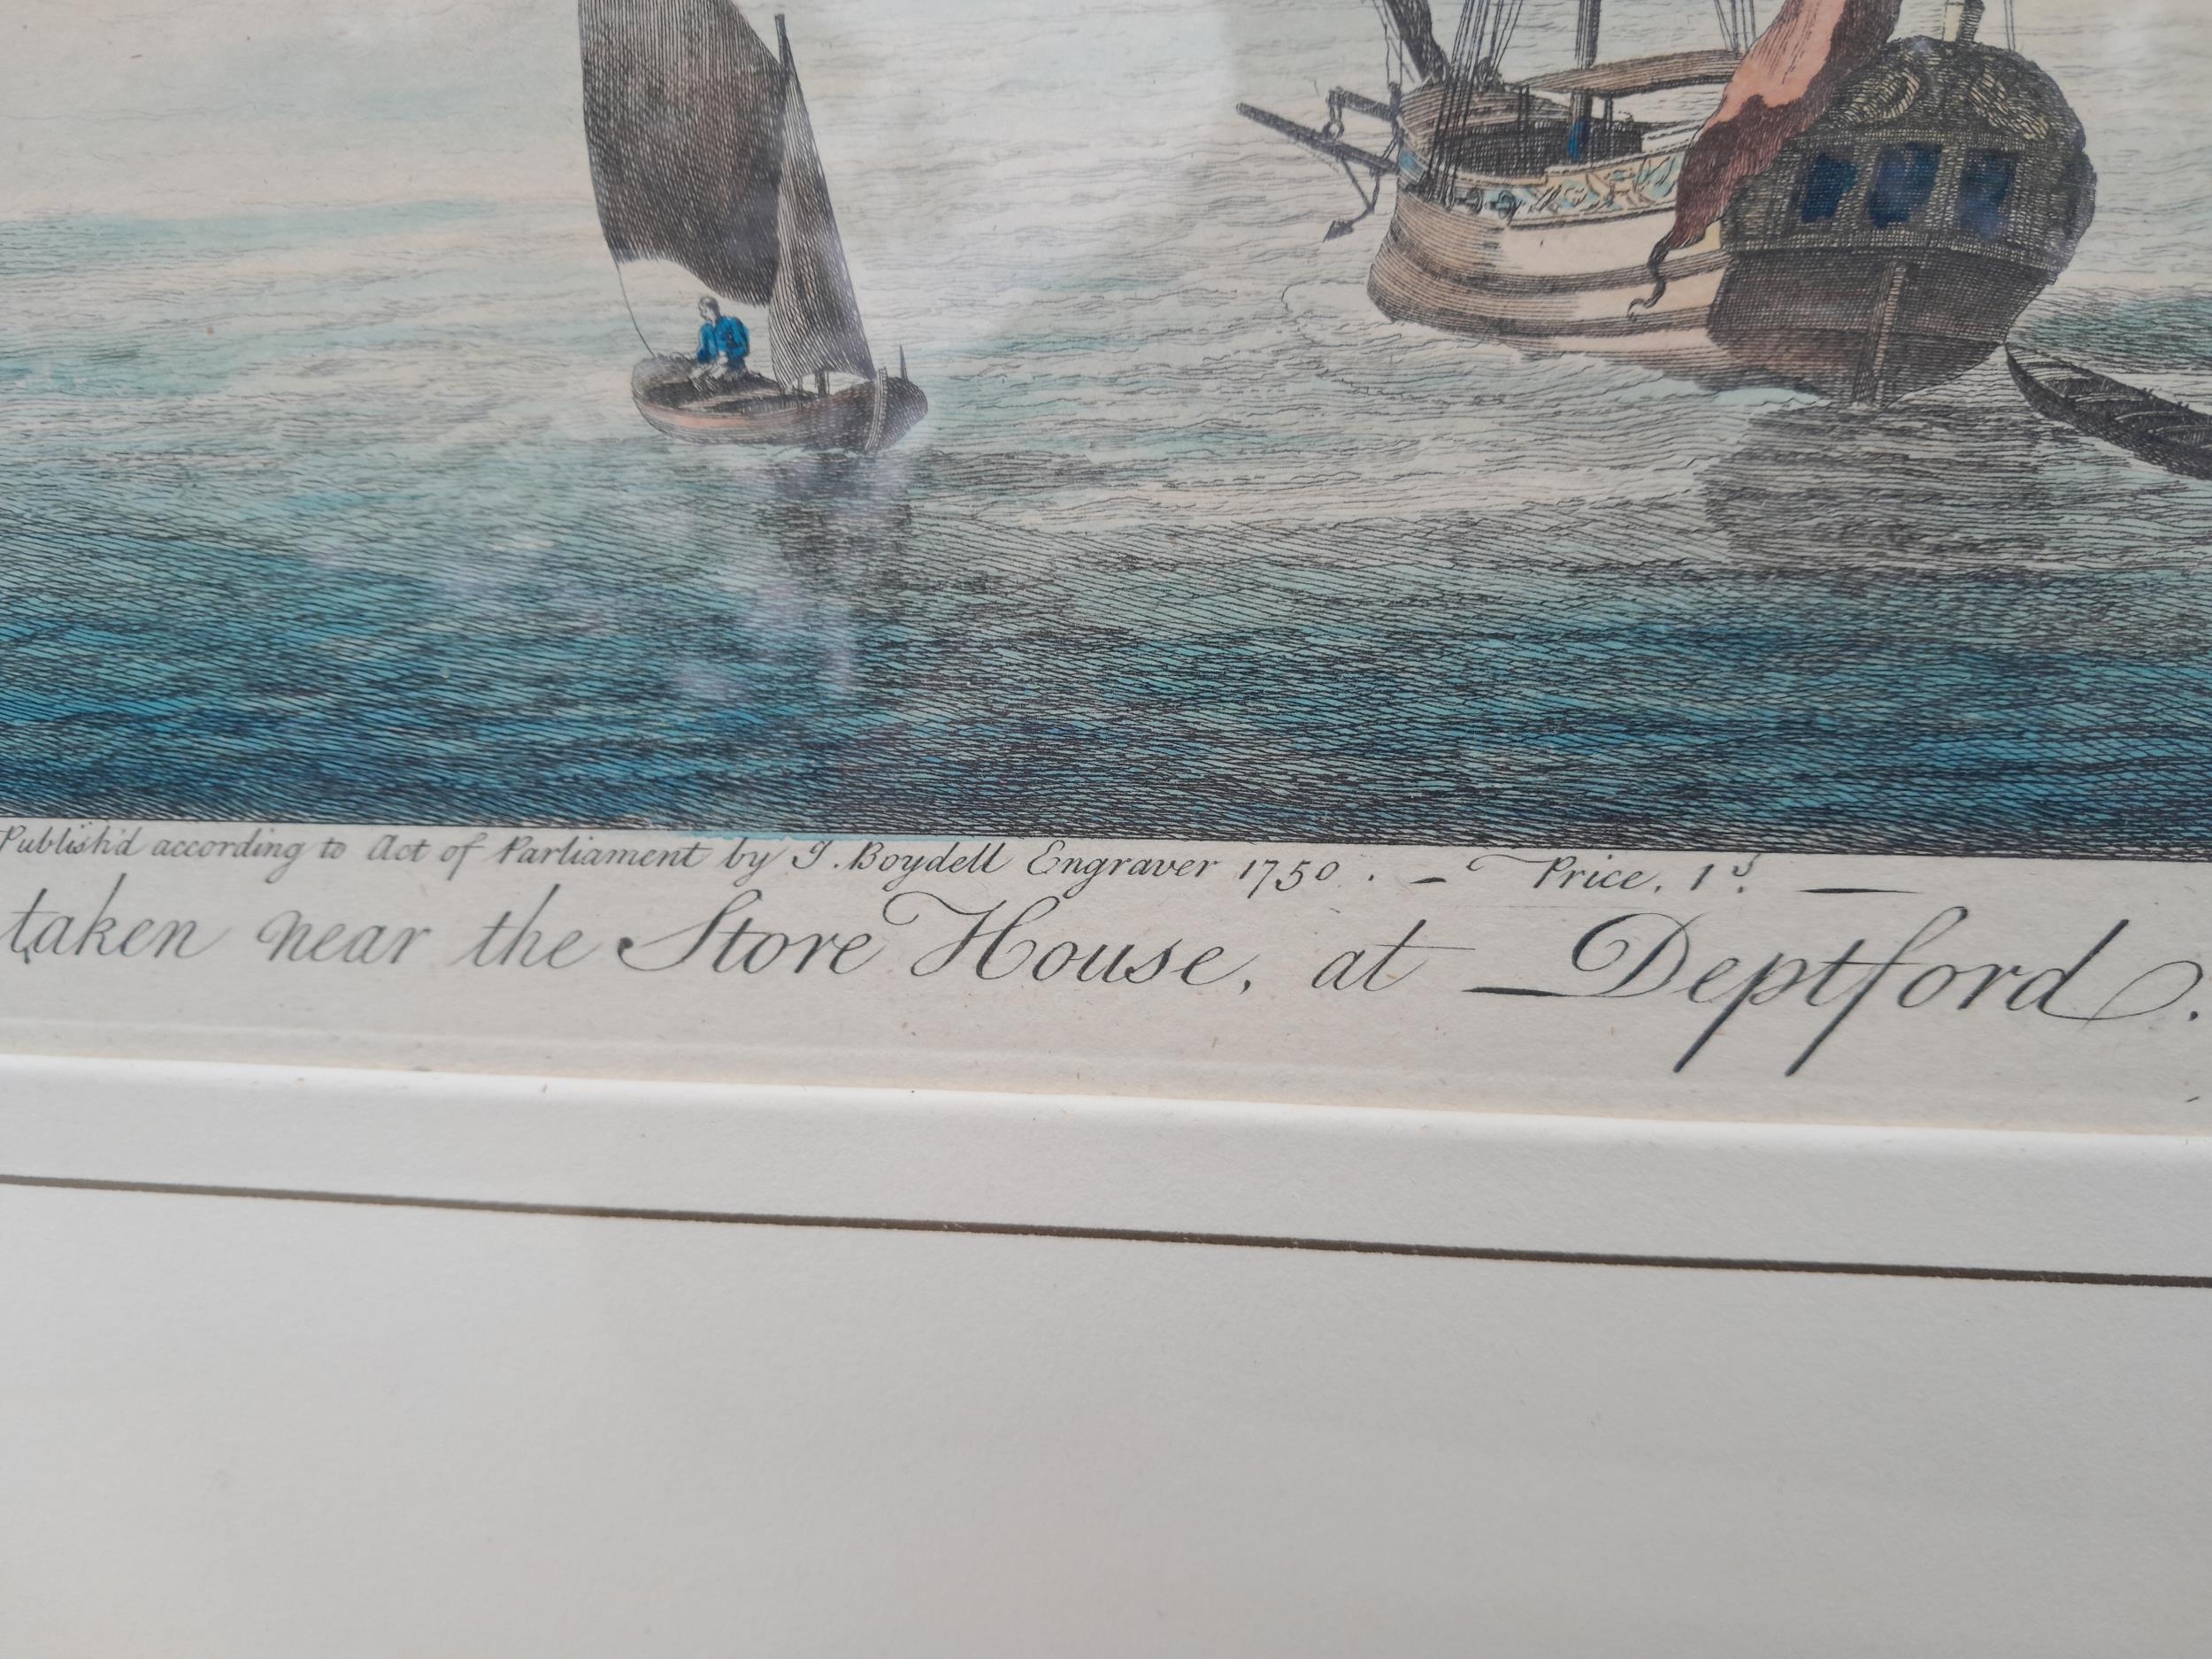 Publish'd according to Act of Parliament by J. Boydell Engraver 1750. — Price. 1s. —
taken near the Store House, at Deptford.